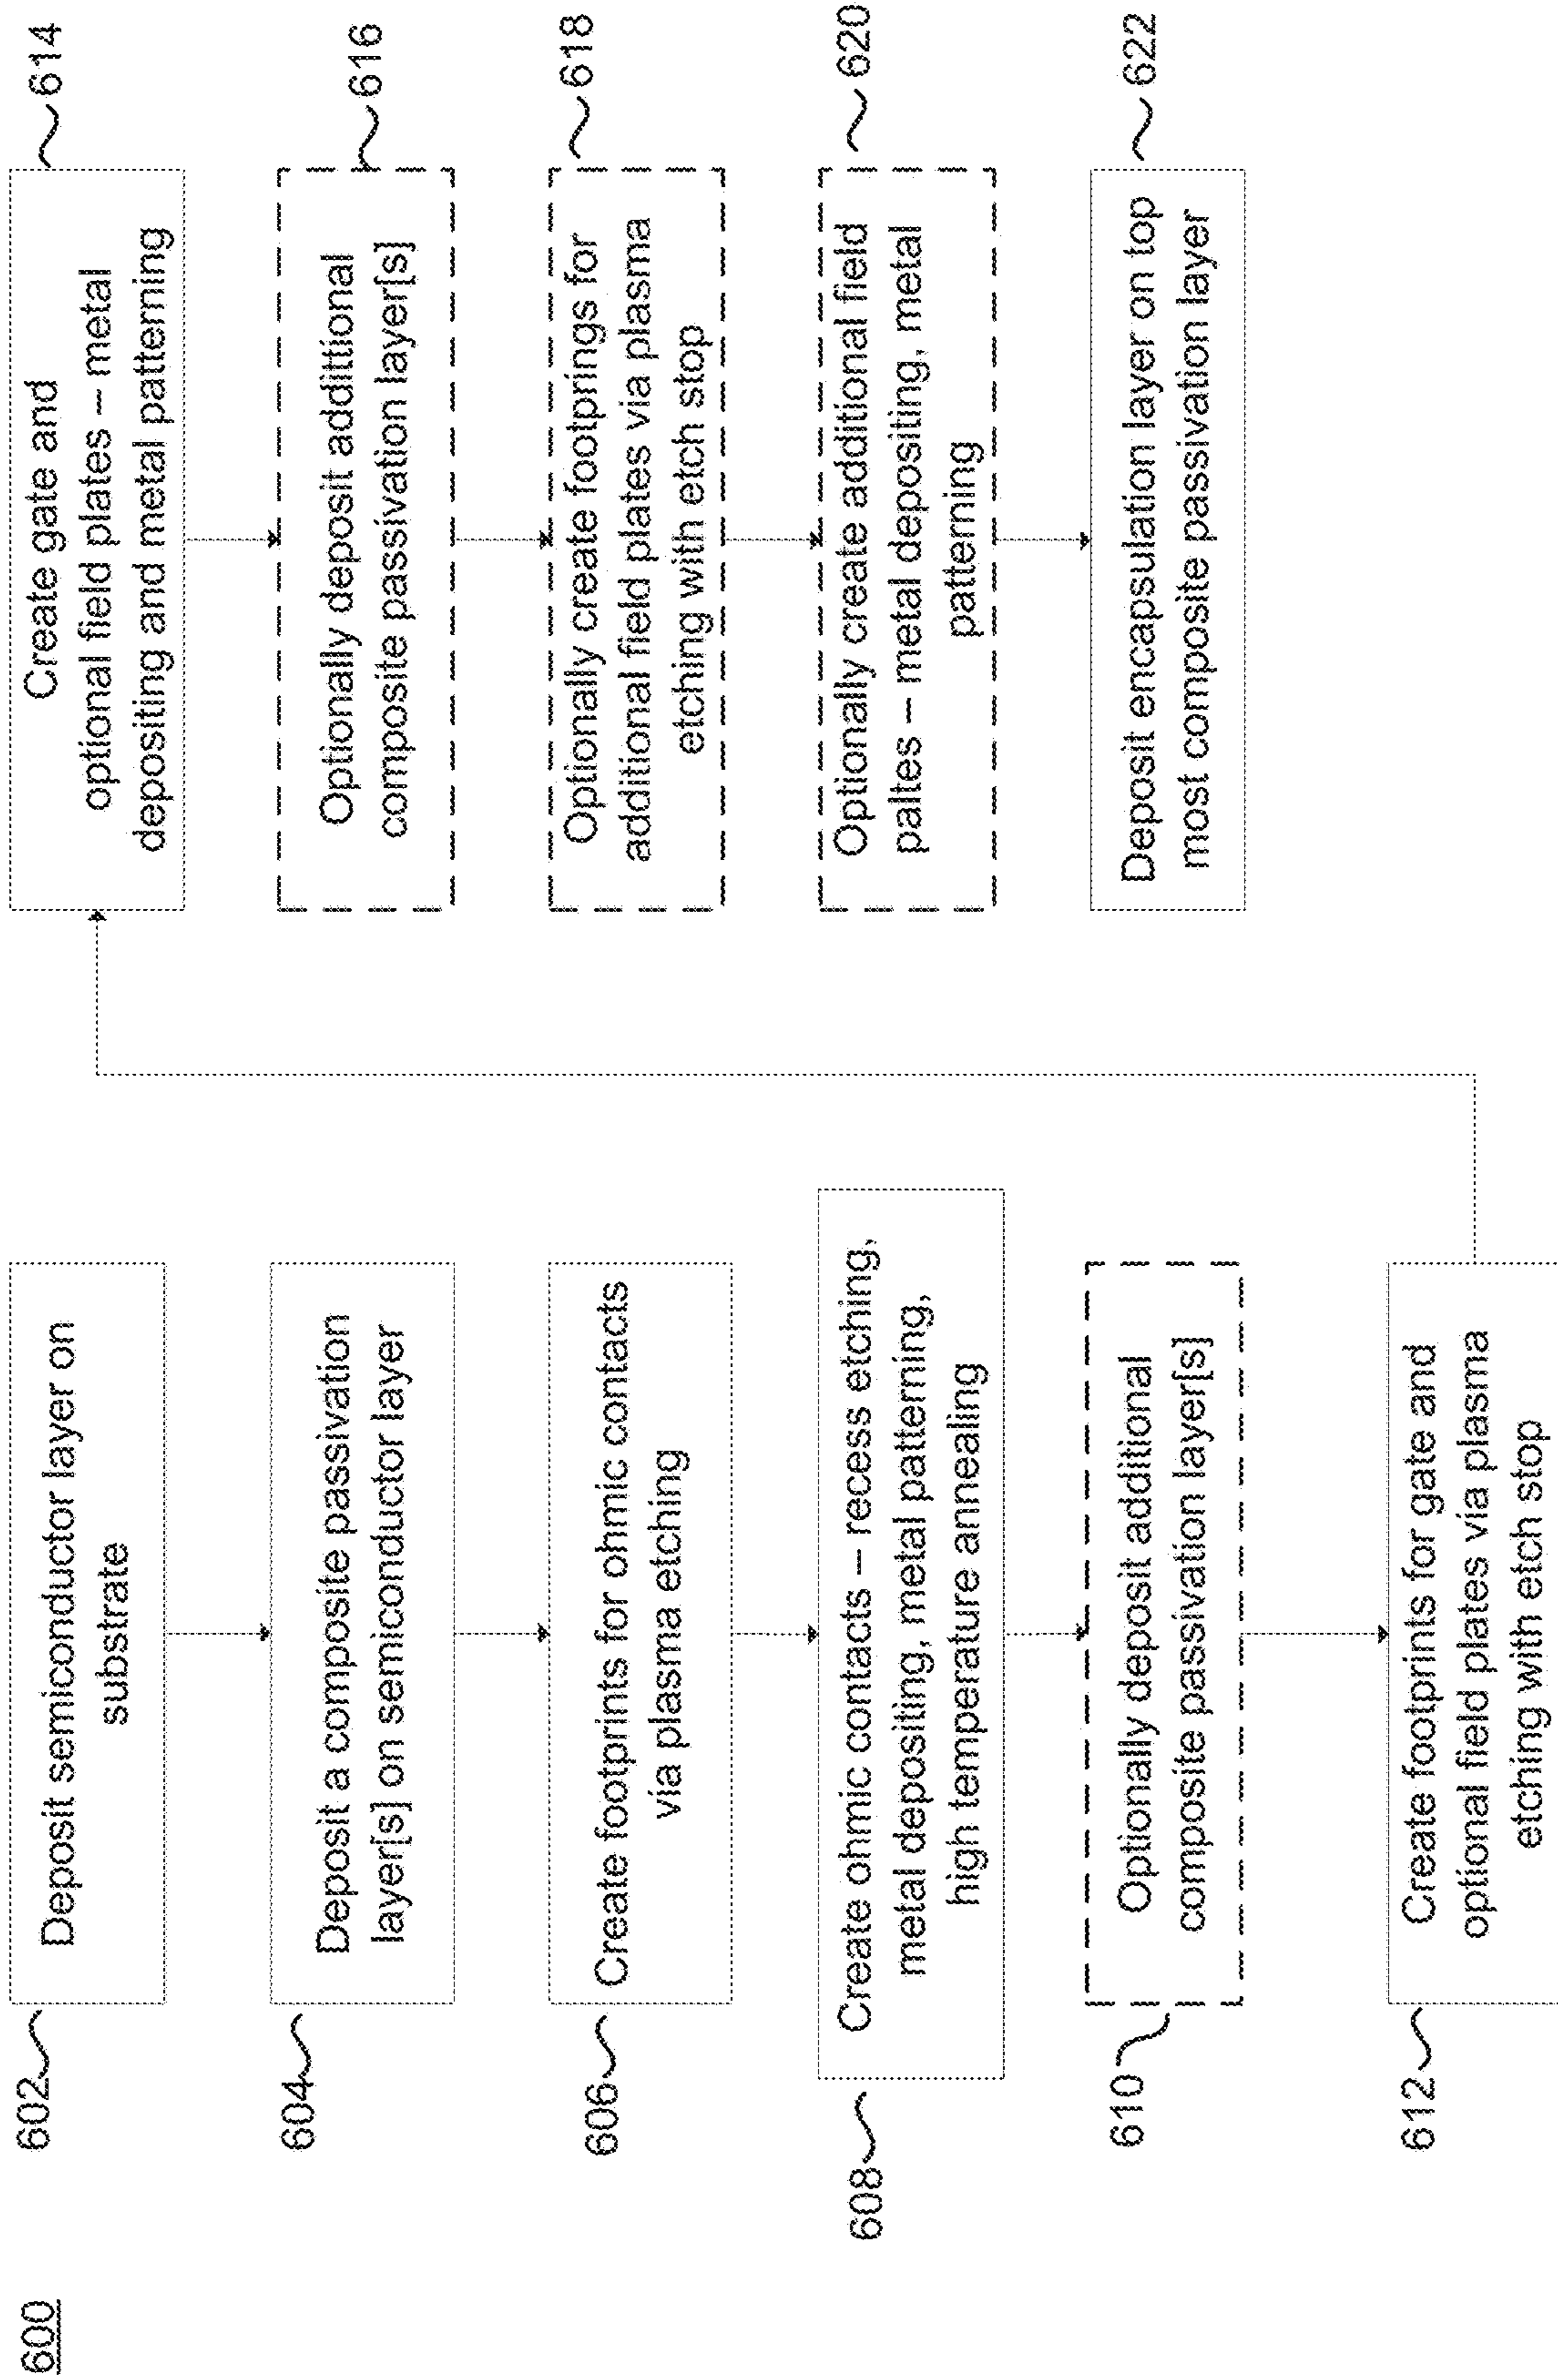 600
602
Deposit semiconductor layer on
substrate
604
Deposit a composite passivation
layer[s] on semiconductor layer
606
Create footprints for ohmic contacts
via plasma etching
608
Create ohmic contacts – recess etching,
metal depositing, metal patterning,
high temperature annealing
610
Optionally deposit additional
composite passivation layer[s]
612
Create footprints for gate and
optional field plates via plasma
etching with etch stop
614
Create gate and
optional field plates – metal
depositing and metal patterning
616
Optionally deposit additional
composite passivation layer[s]
618
Optionally create footprings for
additional field plates via plasma
etching with etch stop
620
Optionally create additional field
paltes – metal depositing, metal
patterning
622
Deposit encapsulation layer on top
most composite passivation layer